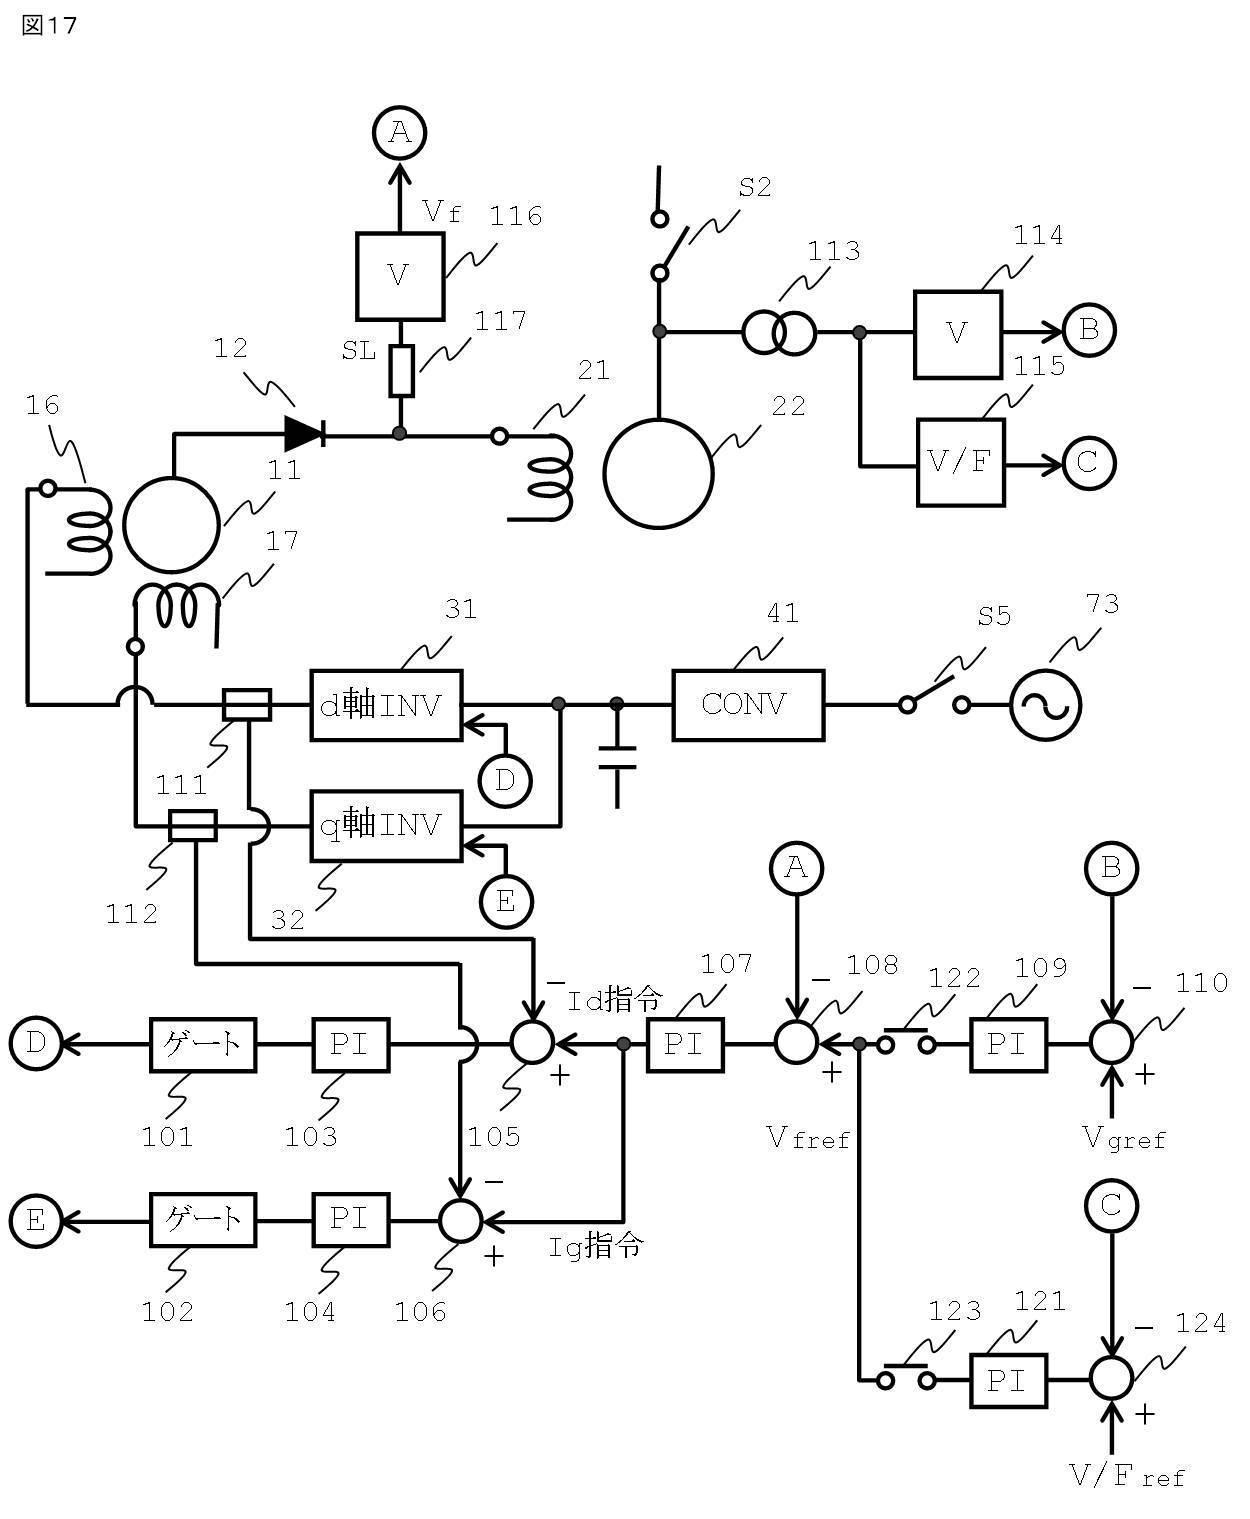 図17
A
Vf
116
V
117
SL
S2
113
114
V
B
115
V/F
C
12
21
22
16
11
17
31
41
S5
73
d軸INV
CONV
111
D
q軸INV
112
32
E
A
B
107
108
122
109
110
−
−
−
Id指令
D
ゲート
PI
PI
PI
+
+
+
101
103
105
Vfref
Vgref
E
ゲート
PI
−
+
Ig指令
C
102
104
106
123
121
−
124
PI
+
V/Fref